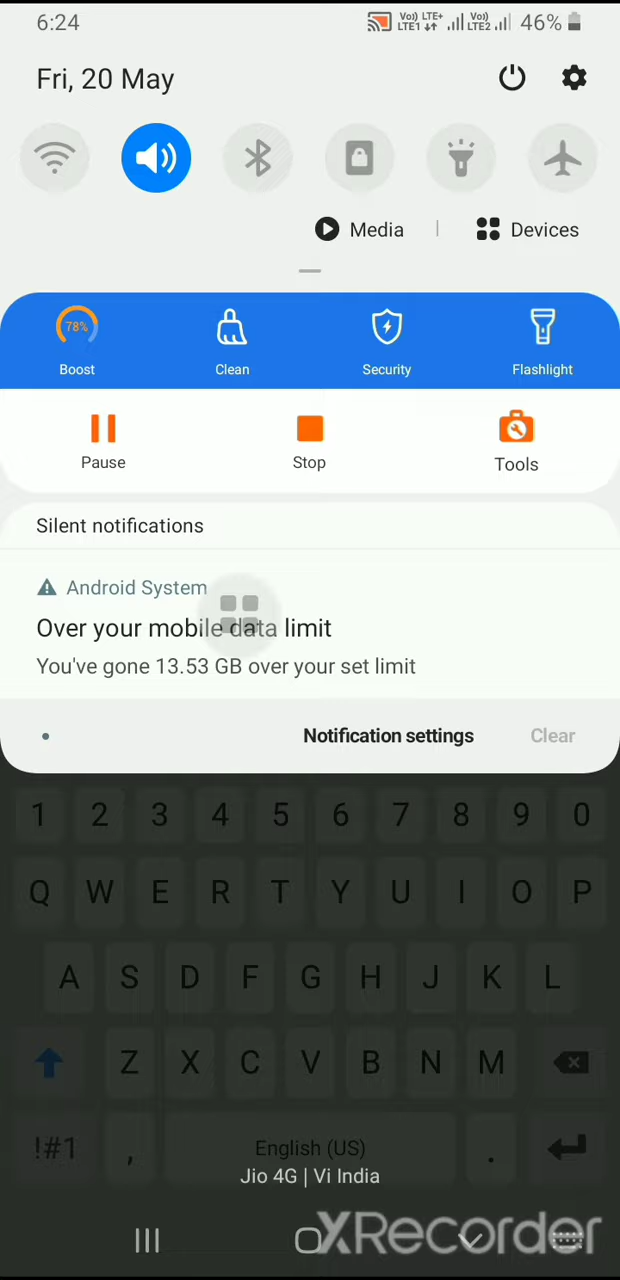 6:24
Vo) LTE+ LTE1 Vo) LTE2 46%
Fri, 20 May
Media | Devices
78%
Boost Clean Security Flashlight
Pause Stop Tools
Silent notifications
Android System
Over your mobile data limit
You've gone 13.53 GB over your set limit
Notification settings Clear
1 2 3 4 5 6 7 8 9 0
Q W E R T Y U I O P
A S D F G H J K L
Z X C V B N M
!#1 , English (US) .
Jio 4G | Vi India
XRecorder